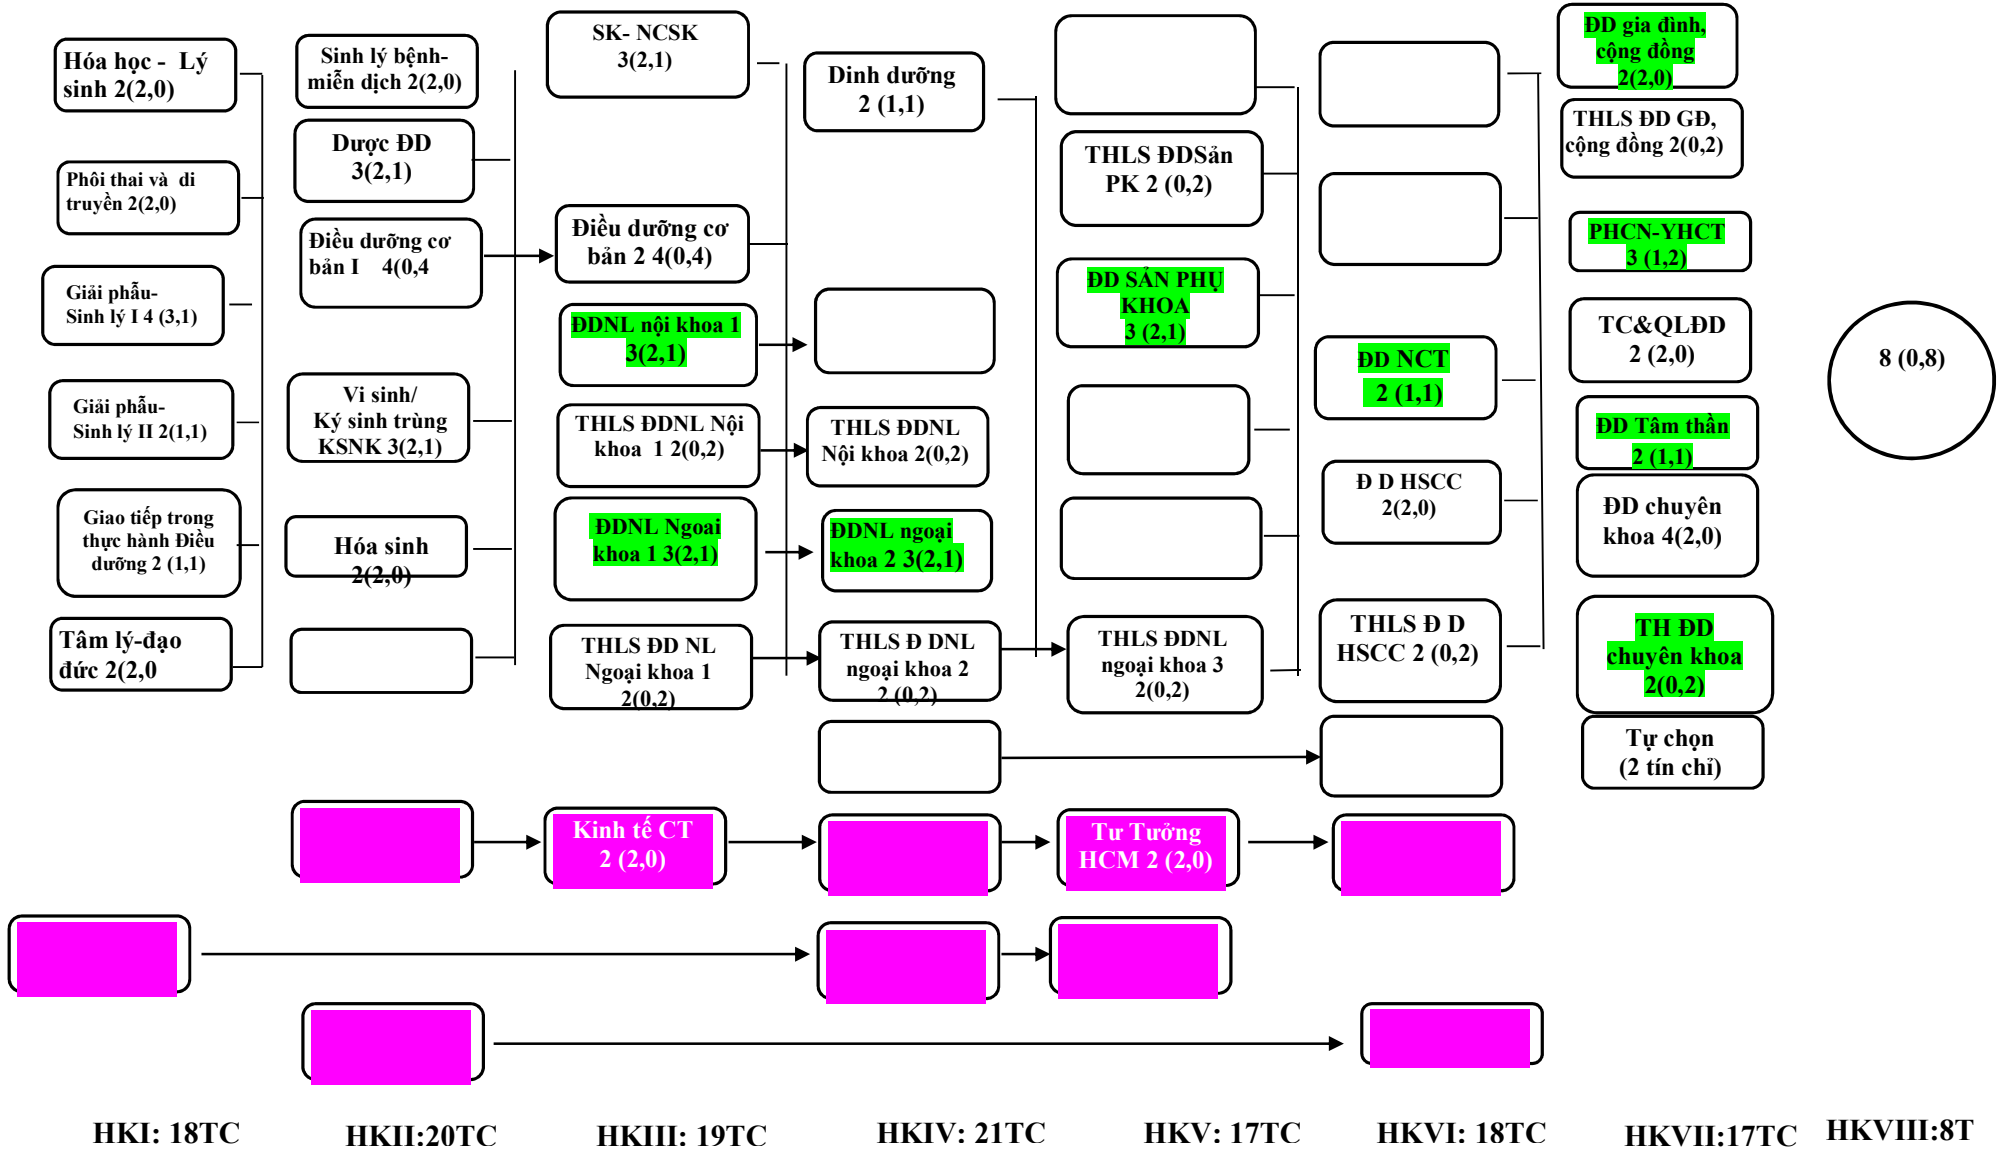 Hóa học - Lý
sinh 2(2,0)
Phôi thai và di
truyền 2(2,0)
Giải phẫu-
Sinh lý I 4 (3,1)
Giải phẫu-
Sinh lý II 2(1,1)
Giao tiếp trong
thực hành Điều
dưỡng 2 (1,1)
Tâm lý-đạo
đức 2(2,0
Sinh lý bệnh-
miễn dịch 2(2,0)
Dược ĐD
3(2,1)
Điều dưỡng cơ
bản I 4(0,4
Vi sinh/
Ký sinh trùng
KSNK 3(2,1)
Hóa sinh
2(2,0)
SK- NCSK
3(2,1)
Điều dưỡng cơ
bản 2 4(0,4)
ĐDNL nội khoa 1
3(2,1)
THLS ĐDNL Nội
khoa 1 2(0,2)
ĐDNL Ngoai
khoa 1 3(2,1)
THLS ĐD NL
Ngoại khoa 1
2(0,2)
Kinh tế CT
2 (2,0)
Dinh dưỡng
2 (1,1)
THLS ĐDNL
Nội khoa 2(0,2)
ĐDNL ngoại
khoa 2 3(2,1)
THLS Đ DNL
ngoại khoa 2
2 (0,2)
THLS ĐDSản
PK 2 (0,2)
ĐD SẢN PHỤ
KHOA
3 (2,1)
THLS ĐDNL
ngoại khoa 3
2(0,2)
Tư Tưởng
HCM 2 (2,0)
ĐD NCT
2 (1,1)
Đ D HSCC
2(2,0)
THLS Đ D
HSCC 2 (0,2)
ĐD gia đình,
cộng đồng
2(2,0)
THLS ĐD GĐ,
cộng đồng 2(0,2)
PHCN-YHCT
3 (1,2)
TC&QLĐD
2 (2,0)
ĐD Tâm thần
2 (1,1)
ĐD chuyên
khoa 4(2,0)
TH ĐD
chuyên khoa
2(0,2)
Tự chọn
(2 tín chỉ)
8 (0,8)
HKI: 18TC
HKII:20TC
HKIII: 19TC
HKIV: 21TC
HKV: 17TC
HKVI: 18TC
HKVII:17TC
HKVIII:8T